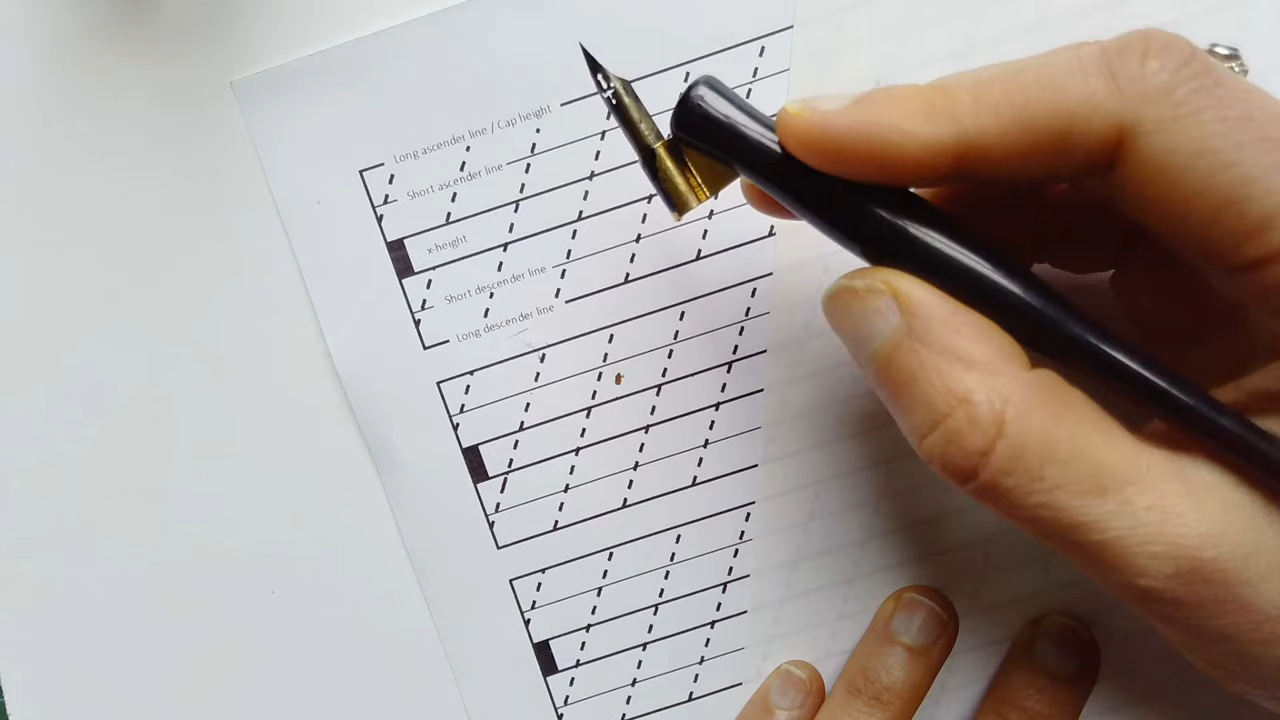 Long ascender line / Cap height
Short ascender line
x-height
Short descender line
Long descender line